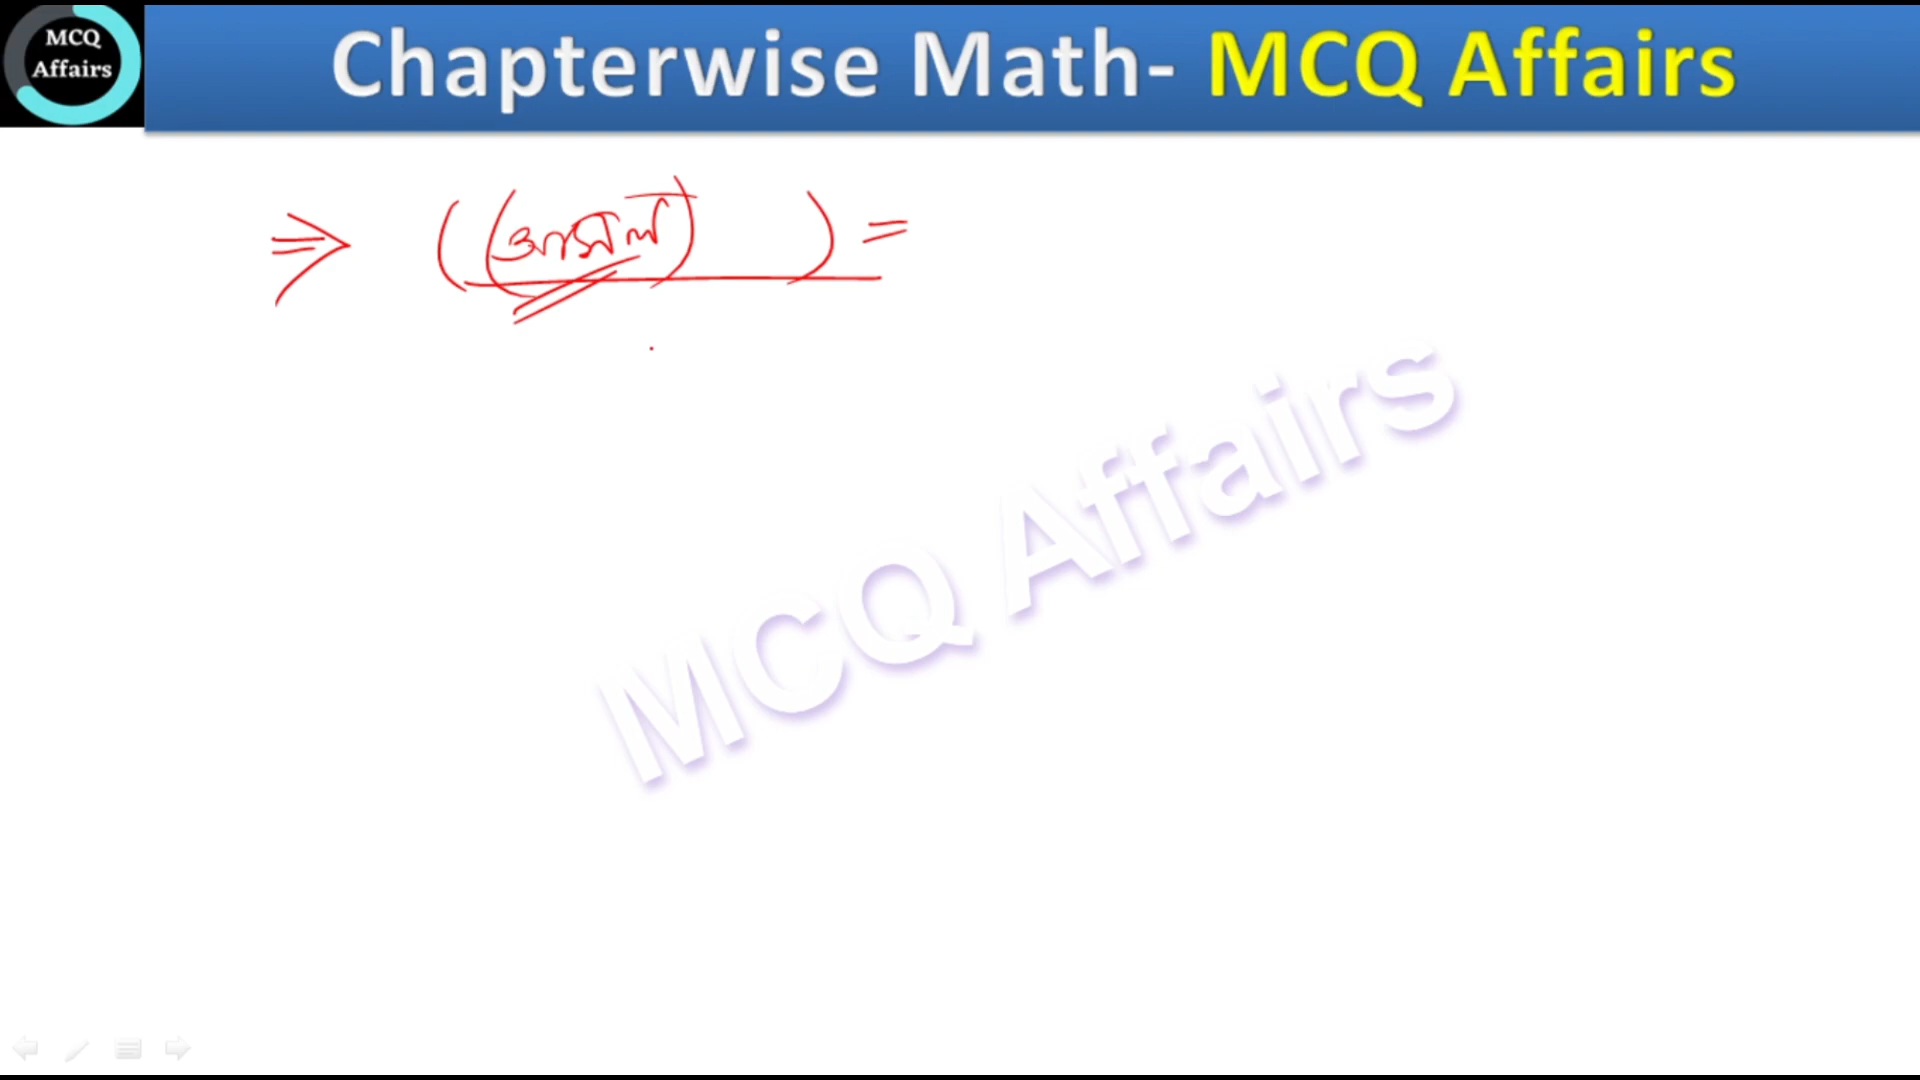 MCQ
Affairs
Chapterwise Math- MCQ Affairs
⇒ ((আসল) ) =
MCQ Affairs